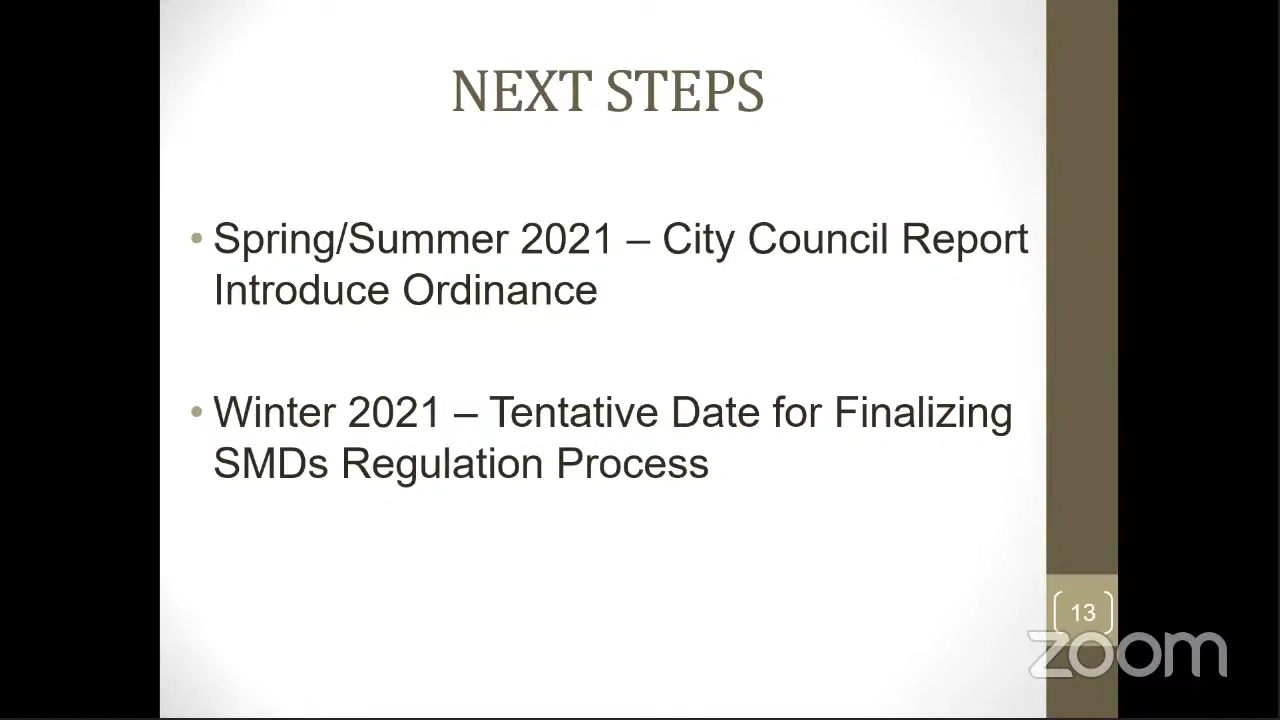 NEXT STEPS
• Spring/Summer 2021 – City Council Report
Introduce Ordinance
• Winter 2021 – Tentative Date for Finalizing
SMDs Regulation Process
13
zoom